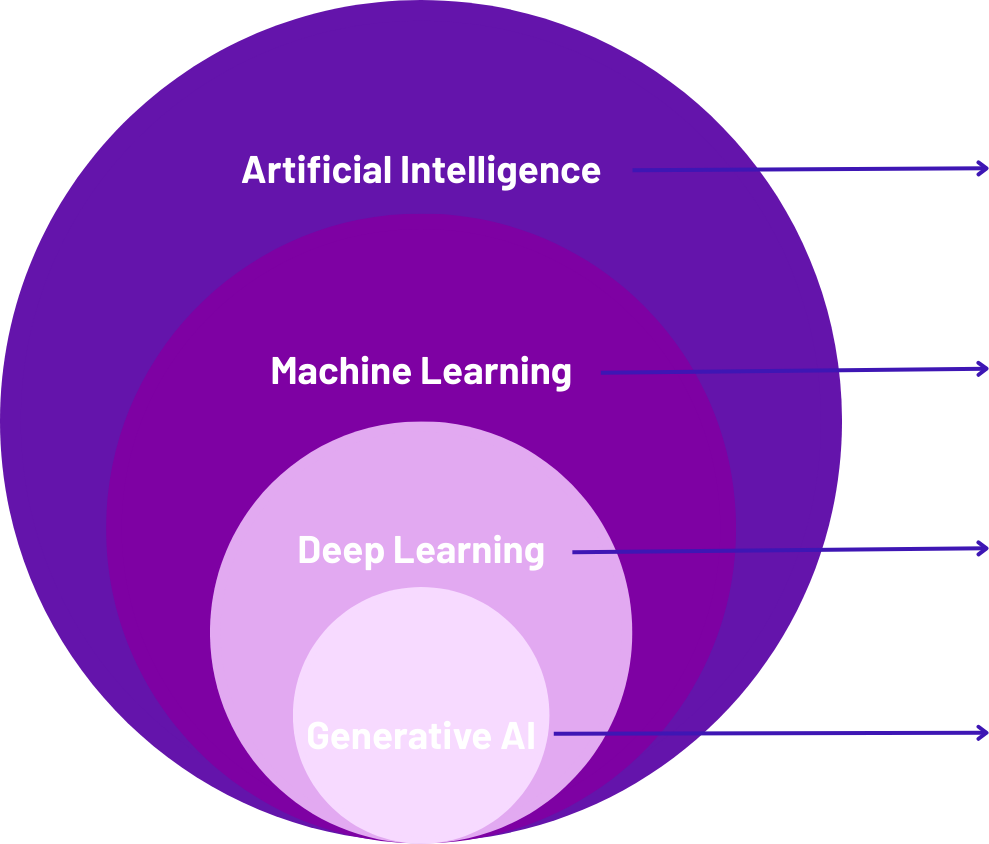 Artificial Intelligence
Machine Learning
Deep Learning
Generative AI